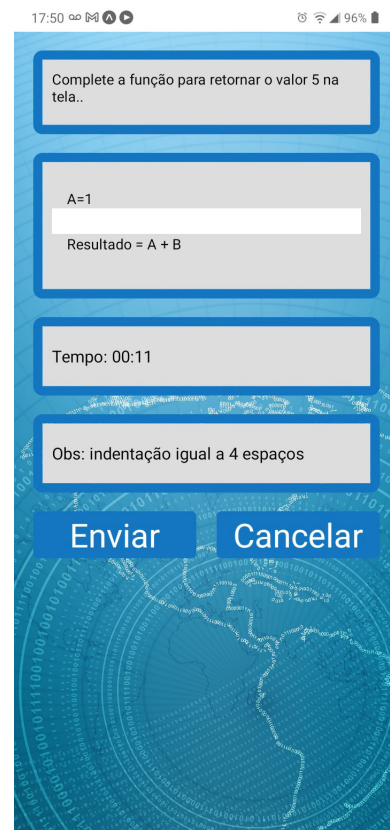 17:50 96%
Complete a função para retornar o valor 5 na
tela..
A=1
Resultado = A + B
Tempo: 00:11
Obs: indentação igual a 4 espaços
Enviar Cancelar